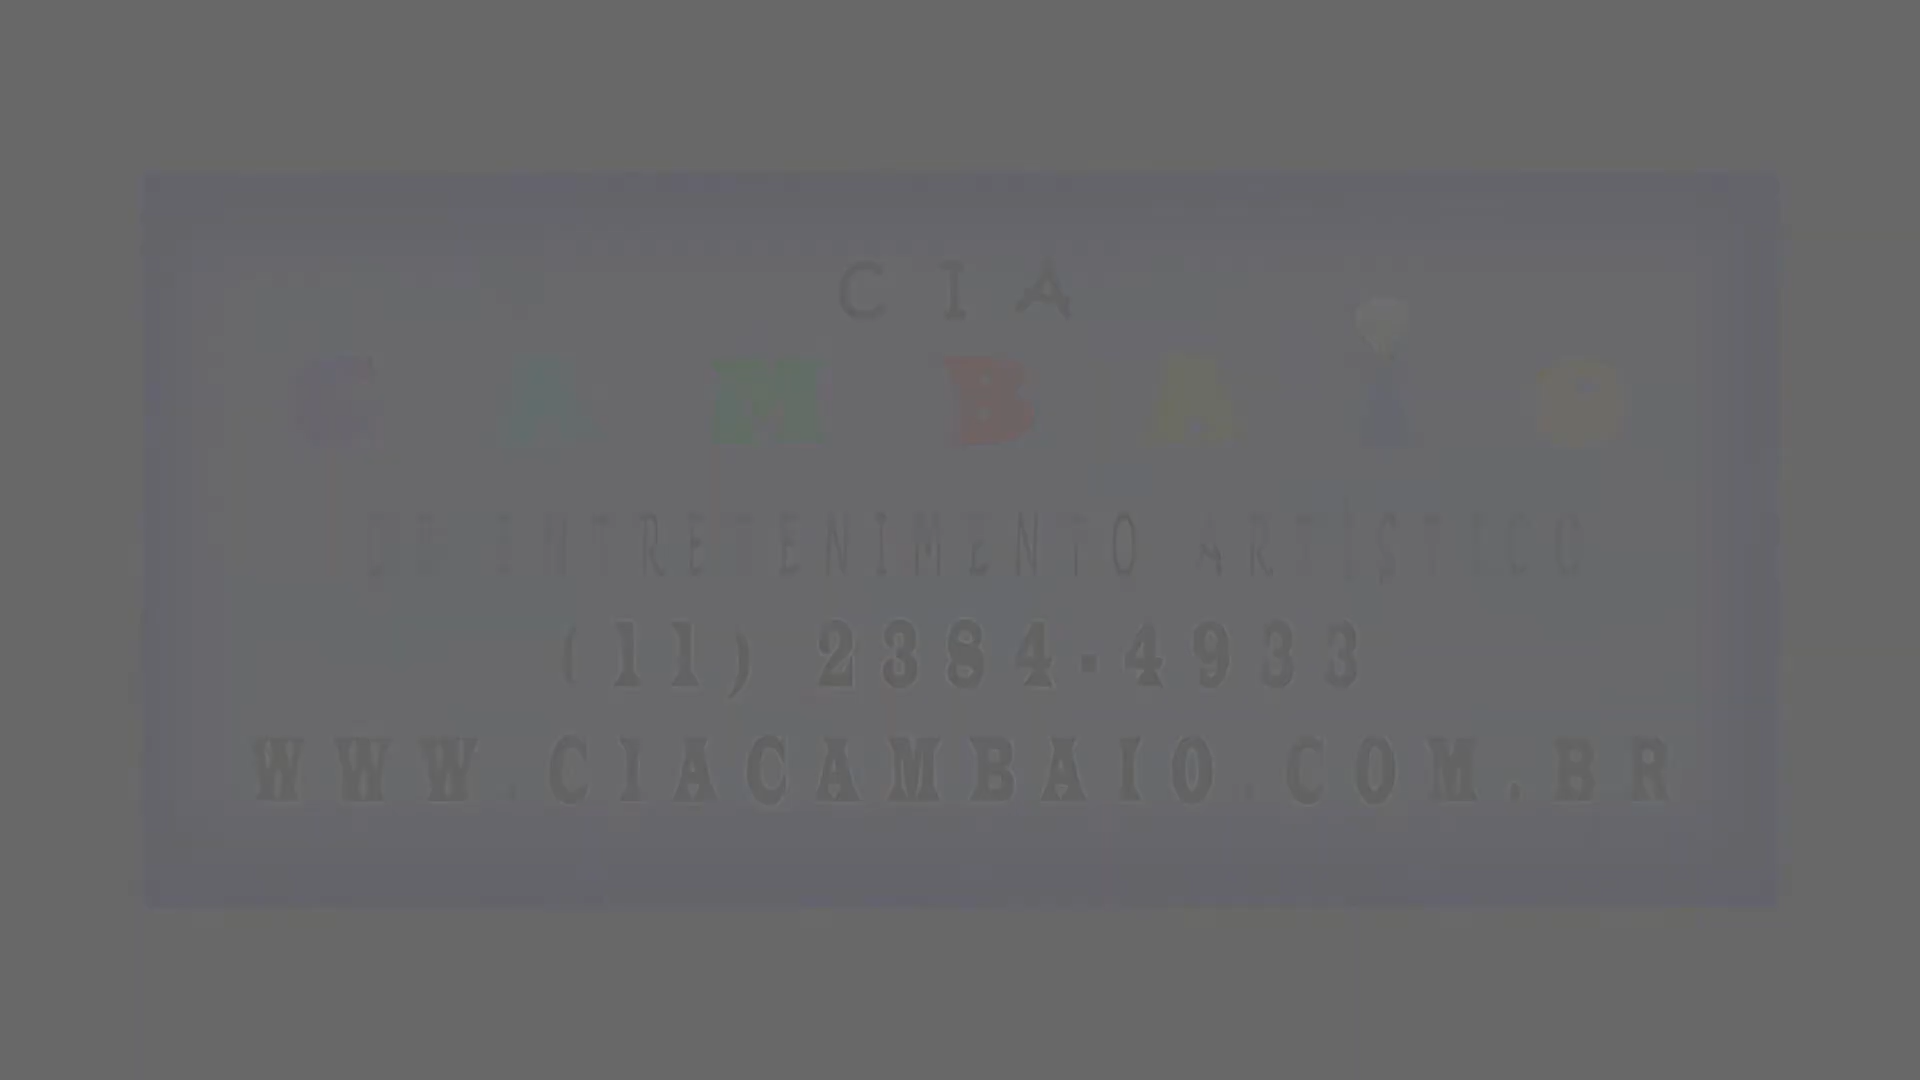 CIA
CAMBAIO
DE ENTRETENIMENTO ARTÍSTICO
(11) 2384-4933
WWW.CIACAMBAIO.COM.BR